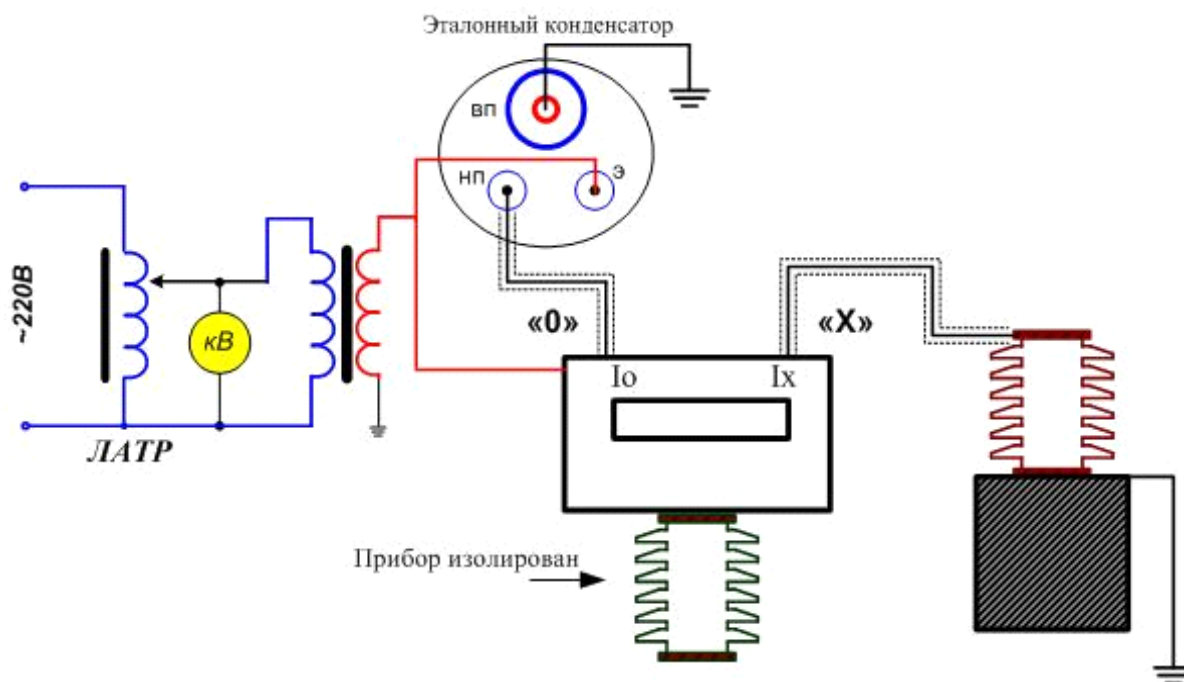 Эталонный конденсатор
ВП
НП
Э
~220В
кВ
«0»
«X»
Io
Ix
ЛАТР
Прибор изолирован